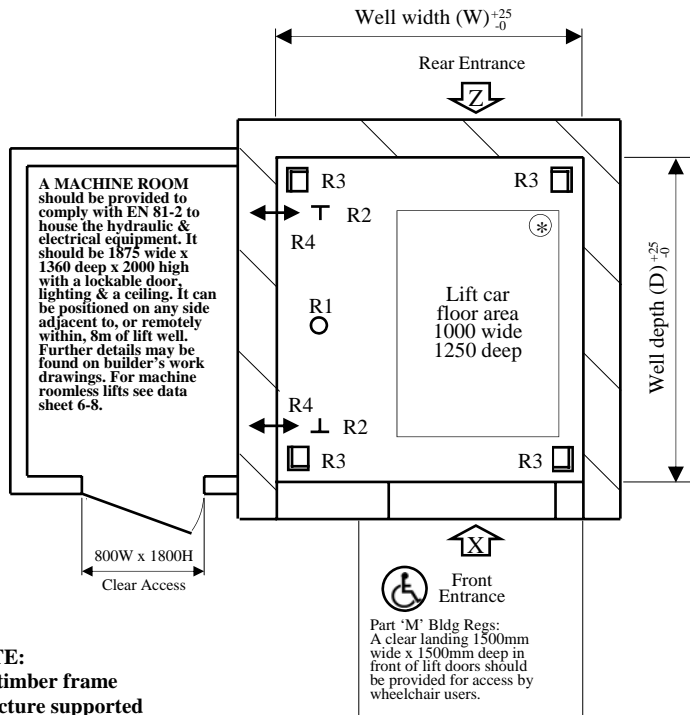 Well width (W) +25 -0
Rear Entrance
Z
A MACHINE ROOM
should be provided to
comply with EN 81-2 to
house the hydraulic &
electrical equipment. It
should be 1875 wide x
1360 deep x 2000 high
with a lockable door,
lighting & a ceiling. It can
be positioned on any side
adjacent to, or remotely
within, 8m of lift well.
Further details may be
found on builder's work
drawings. For machine
roomless lifts see data
sheet 6-8.
R3
R3
R2
R4
*
R1
Lift car
floor area
1000 wide
1250 deep
Well depth (D) +25 -0
R4
R2
R3
R3
800W x 1800H
Clear Access
X
Front
Entrance
Part ‘M’ Bldg Regs:
A clear landing 1500mm
wide x 1500mm deep in
front of lift doors should
be provided for access by
wheelchair users.
TE:
timber frame
cture supported